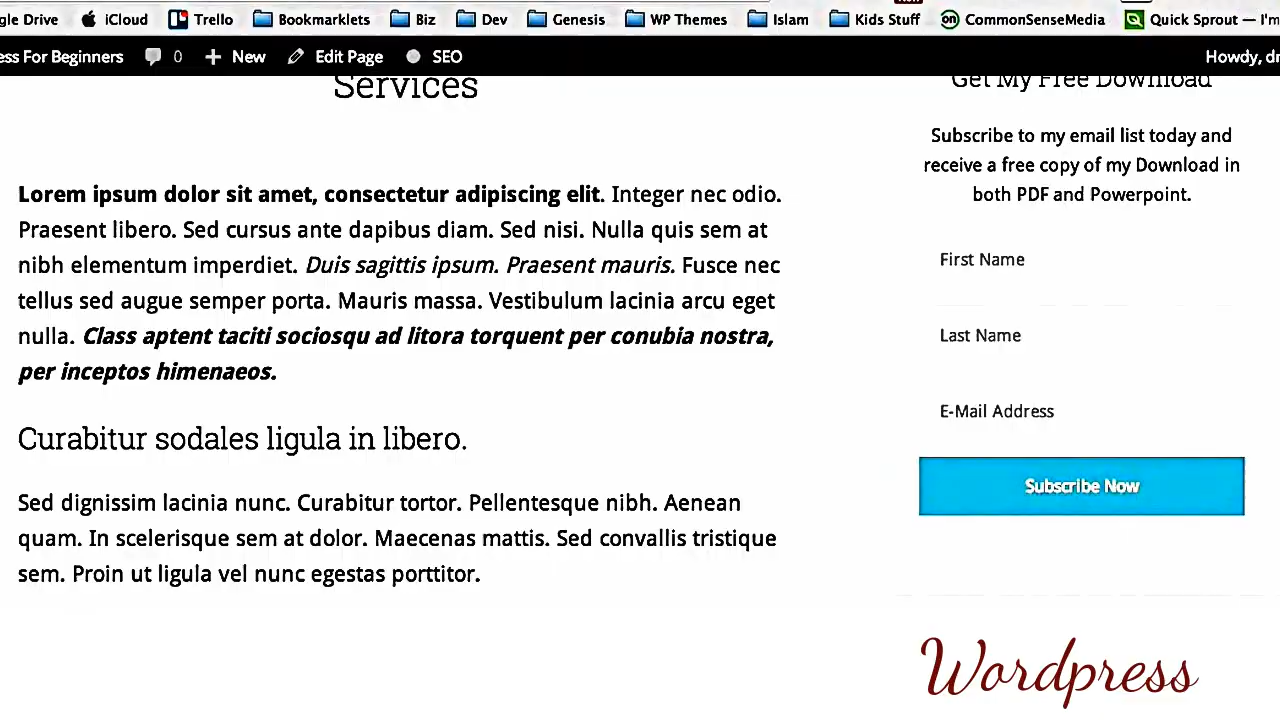 gle Drive iCloud Trello Bookmarklets Biz Dev Genesis WP Themes Islam Kids Stuff on CommonSenseMedia Quick Sprout — I'm
ess For Beginners 0 New Edit Page SEO Howdy, dr
Services
Lorem ipsum dolor sit amet, consectetur adipiscing elit. Integer nec odio.
Praesent libero. Sed cursus ante dapibus diam. Sed nisi. Nulla quis sem at
nibh elementum imperdiet. Duis sagittis ipsum. Praesent mauris. Fusce nec
tellus sed augue semper porta. Mauris massa. Vestibulum lacinia arcu eget
nulla. Class aptent taciti sociosqu ad litora torquent per conubia nostra,
per inceptos himenaeos.
Curabitur sodales ligula in libero.
Sed dignissim lacinia nunc. Curabitur tortor. Pellentesque nibh. Aenean
quam. In scelerisque sem at dolor. Maecenas mattis. Sed convallis tristique
sem. Proin ut ligula vel nunc egestas porttitor.
Get My Free Download
Subscribe to my email list today and
receive a free copy of my Download in
both PDF and Powerpoint.
First Name
Last Name
E-Mail Address
Subscribe Now
Wordpress